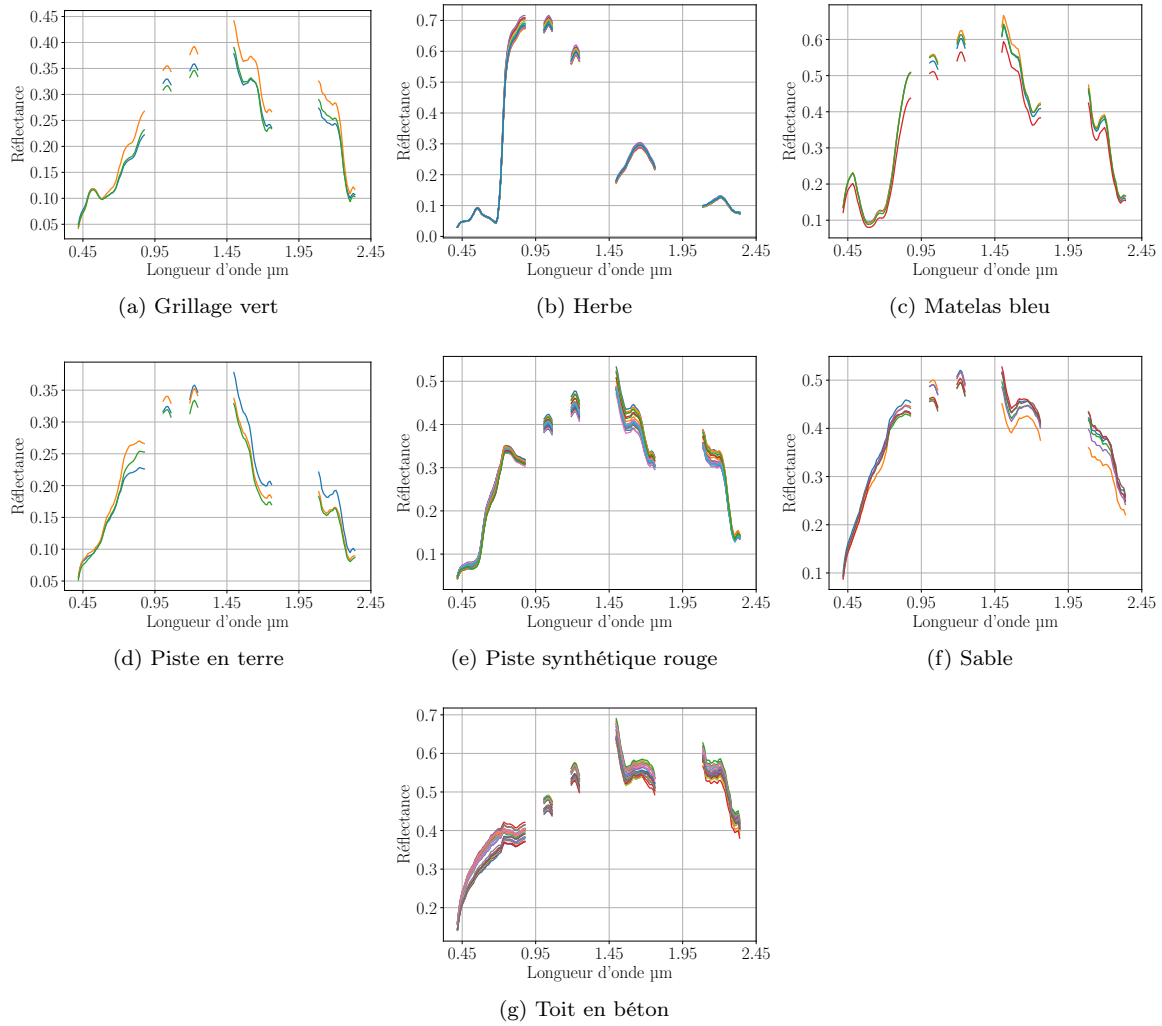 0.45
0.40
0.35
0.30
0.25
0.20
0.15
0.10
0.05
Réflectance
0.45 0.95 1.45 1.95 2.45
Longueur d'onde µm
(a) Grillage vert
0.7
0.6
0.5
0.4
0.3
0.2
0.1
0.0
Réflectance
0.45 0.95 1.45 1.95 2.45
Longueur d'onde µm
(b) Herbe
0.6
0.5
0.4
0.3
0.2
0.1
Réflectance
0.45 0.95 1.45 1.95 2.45
Longueur d'onde µm
(c) Matelas bleu
0.35
0.30
0.25
0.20
0.15
0.10
0.05
Réflectance
0.45 0.95 1.45 1.95 2.45
Longueur d'onde µm
(d) Piste en terre
0.5
0.4
0.3
0.2
0.1
Réflectance
0.45 0.95 1.45 1.95 2.45
Longueur d'onde µm
(e) Piste synthétique rouge
0.5
0.4
0.3
0.2
0.1
Réflectance
0.45 0.95 1.45 1.95 2.45
Longueur d'onde µm
(f) Sable
0.7
0.6
0.5
0.4
0.3
0.2
Réflectance
0.45 0.95 1.45 1.95 2.45
Longueur d'onde µm
(g) Toit en béton